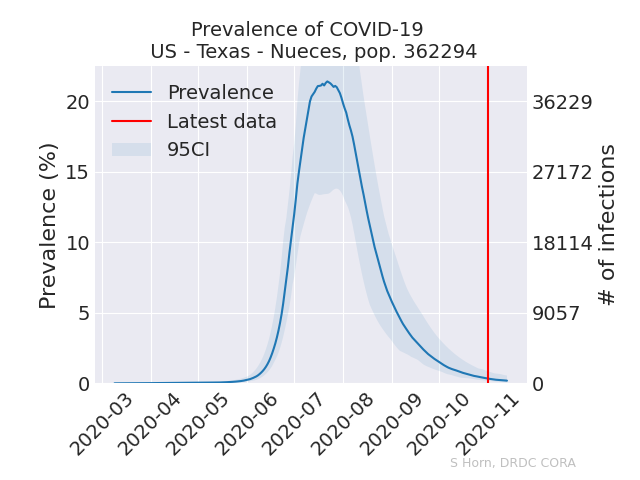 Prevalence of COVID-19
US - Texas - Nueces, pop. 362294
Prevalence
Latest data
95CI
Prevalence (%)
20
15
10
5
0
36229
27172
18114
9057
0
# of infections
2020-03
2020-04
2020-05
2020-06
2020-07
2020-08
2020-09
2020-10
2020-11
S Horn, DRDC CORA